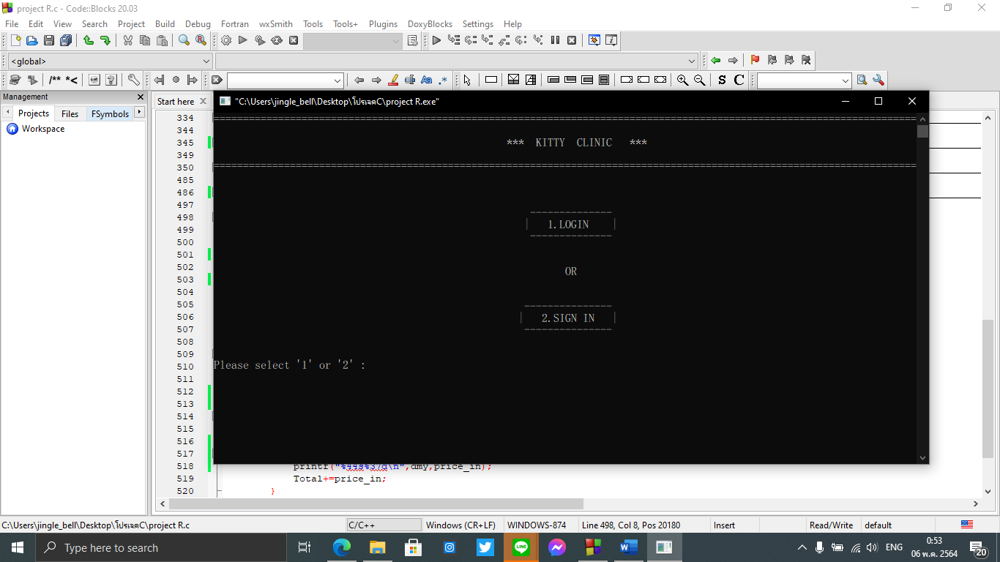 project R.c - Code::Blocks 20.03
File Edit View Search Project Build Debug Fortran wxSmith Tools Tools+ Plugins DoxyBlocks Settings Help
<global>
/** *< Aa .* S C
Management
Start here
Projects Files FSymbols
Workspace
"C:\Users\jingle_bell\Desktop\โปรเจคC\project R.exe"
*** KITTY CLINIC ***
1.LOGIN
OR
2.SIGN IN
Please select '1' or '2' :
334
344
345
349
350
485
486
497
498
499
500
501
502
503
504
505
506
507
508
509
510
511
512
513
514
515
516
517
518 printf("%44s%37d\n",dmy,price_in);
519 Total+=price_in;
520 }
C:\Users\jingle_bell\Desktop\โปรเจคC\project R.c C/C++ Windows (CR+LF) WINDOWS-874 Line 498, Col 8, Pos 20180 Insert Read/Write default
Type here to search
ENG
0:53
06 พ.ค. 2564
20